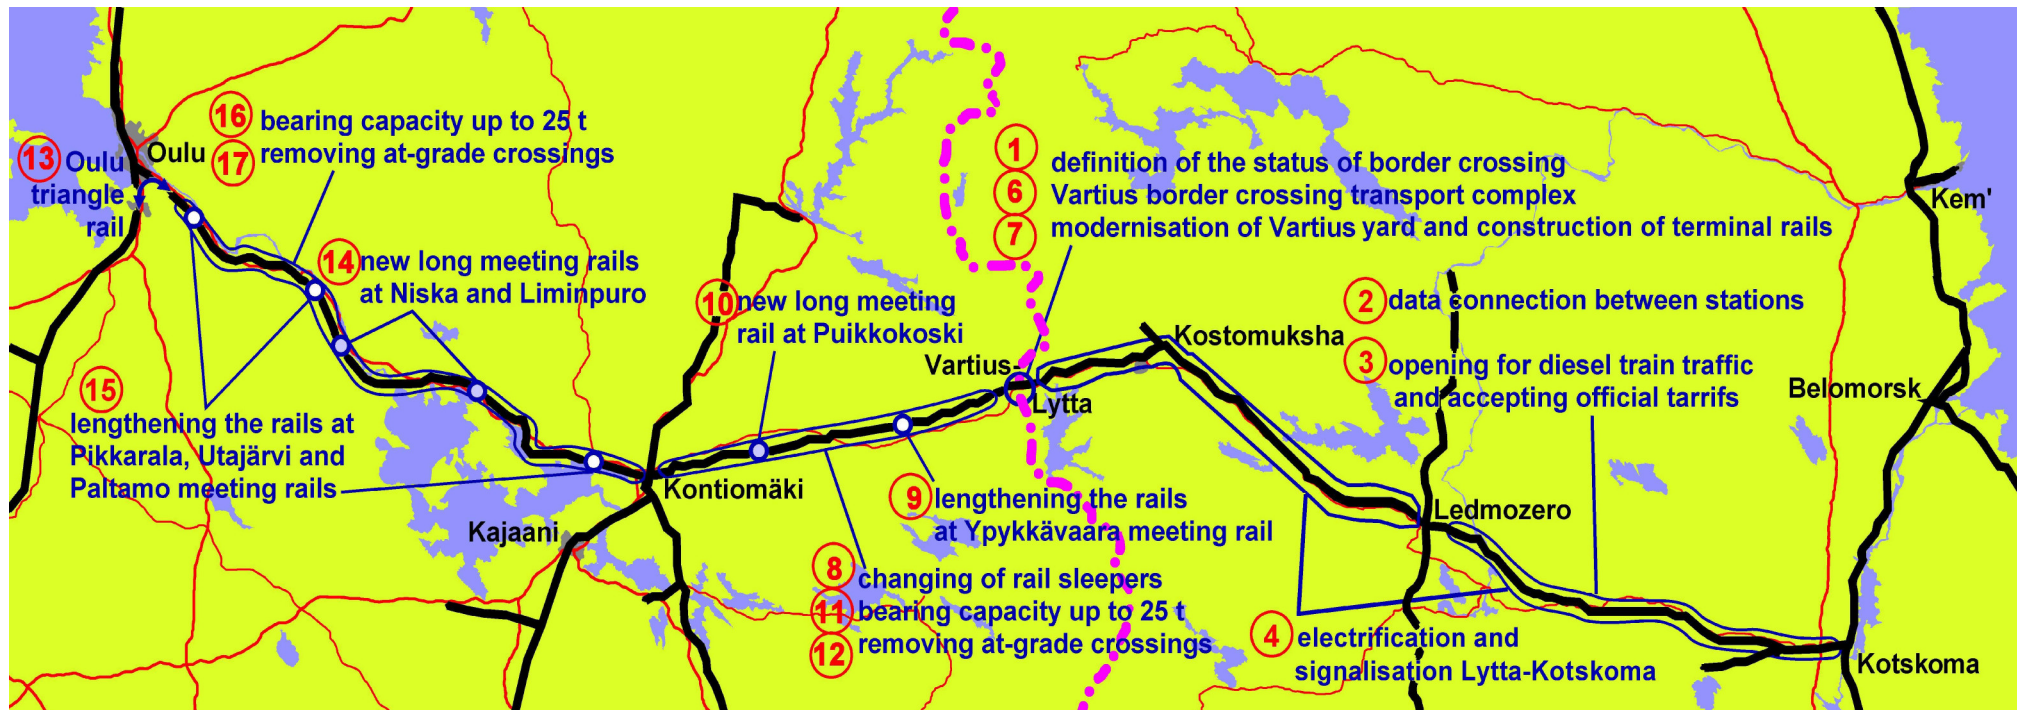 16 bearing capacity up to 25 t
17 removing at-grade crossings
13 Oulu
triangle
rail
Oulu
14 new long meeting rails
at Niska and Liminpuro
15
lengthening the rails at
Pikkarala, Utajärvi and
Paltamo meeting rails
10 new long meeting
rail at Puikkokoski
1 definition of the status of border crossing
6 Vartius border crossing transport complex
7 modernisation of Vartius yard and construction of terminal rails
2 data connection between stations
3 opening for diesel train traffic
and accepting official tarrifs
Kem'
Belomorsk
Kostomuksha
Vartius-
Lytta
Kontiomäki
Kajaani
9 lengthening the rails
at Ypykkävaara meeting rail
8 changing of rail sleepers
11 bearing capacity up to 25 t
12 removing at-grade crossings
Ledmozero
4 electrification and
signalisation Lytta-Kotskoma
Kotskoma